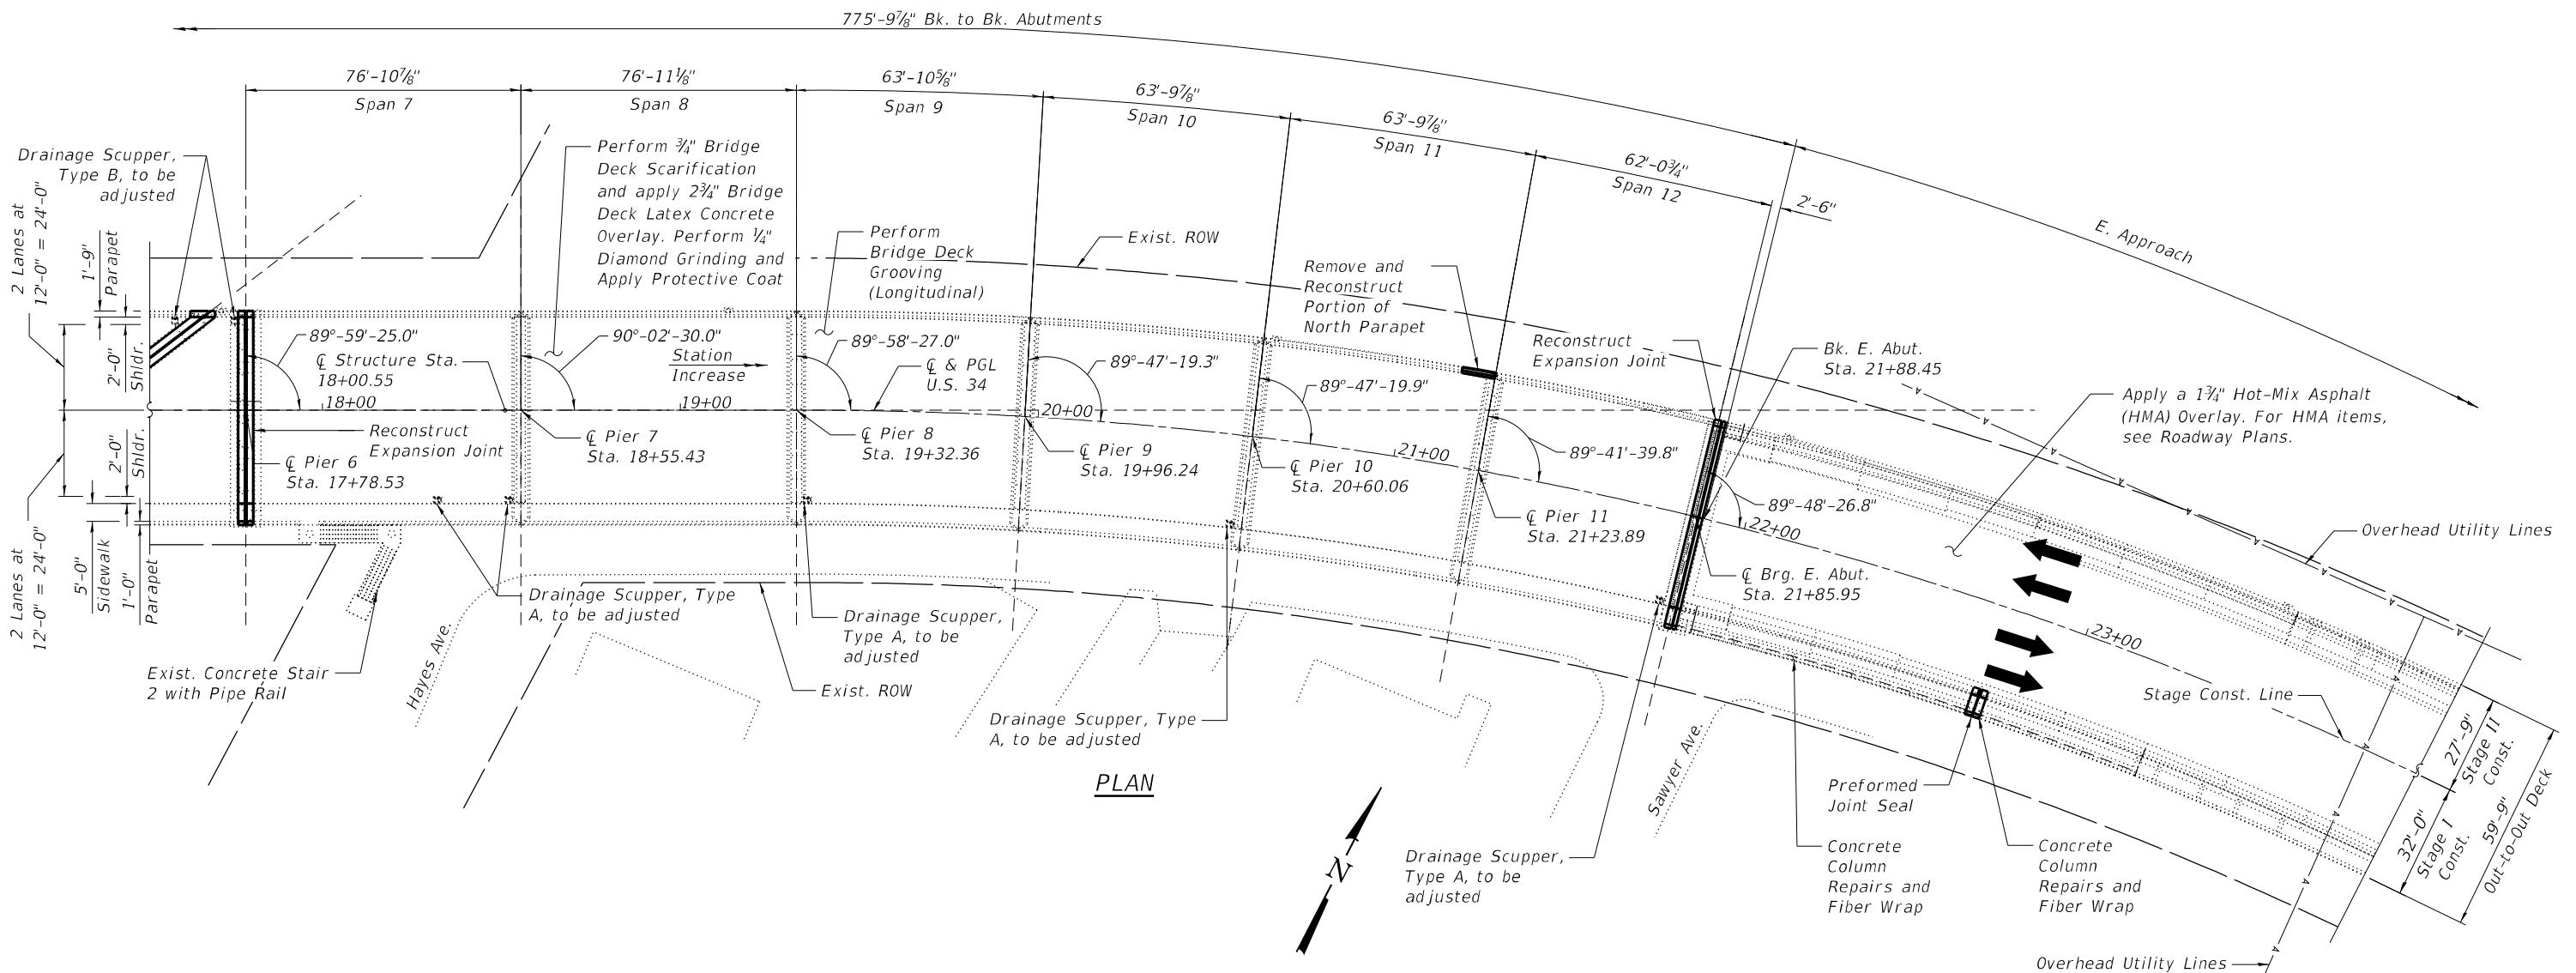 775'-9⅞" Bk. to Bk. Abutments
76'-10⅞"
Span 7
76'-11⅛"
Span 8
63'-10⅝"
Span 9
63'-9⅞"
Span 10
63'-9⅞"
Span 11
62'-0¾"
Span 12
2'-6"
E. Approach
Drainage Scupper,
Type B, to be
adjusted
Perform ¾" Bridge
Deck Scarification
and apply 2¾" Bridge
Deck Latex Concrete
Overlay. Perform ¼"
Diamond Grinding and
Apply Protective Coat
Perform
Bridge Deck
Grooving
(Longitudinal)
Exist. ROW
Remove and
Reconstruct
Portion of
North Parapet
Reconstruct
Expansion Joint
Bk. E. Abut.
Sta. 21+88.45
Apply a 1¾" Hot-Mix Asphalt
(HMA) Overlay. For HMA items,
see Roadway Plans.
2 Lanes at
12'-0" = 24'-0"
1'-9"
Parapet
2'-0"
Shldr.
2'-0"
Shldr.
2 Lanes at
12'-0" = 24'-0"
5'-0"
Sidewalk
1'-0"
Parapet
89°-59'-25.0"
℄ Structure Sta.
18+00.55
18+00
90°-02'-30.0"
Station
Increase
19+00
89°-58'-27.0"
℄ & PGL
U.S. 34
89°-47'-19.3"
20+00
89°-47'-19.9"
21+00
89°-41'-39.8"
89°-48'-26.8"
22+00
23+00
Reconstruct
Expansion Joint
℄ Pier 6
Sta. 17+78.53
℄ Pier 7
Sta. 18+55.43
℄ Pier 8
Sta. 19+32.36
℄ Pier 9
Sta. 19+96.24
℄ Pier 10
Sta. 20+60.06
℄ Pier 11
Sta. 21+23.89
℄ Brg. E. Abut.
Sta. 21+85.95
Overhead Utility Lines
Exist. Concrete Stair
2 with Pipe Rail
Hayes Ave.
Drainage Scupper, Type
A, to be adjusted
Drainage Scupper,
Type A, to be
adjusted
Exist. ROW
Drainage Scupper, Type
A, to be adjusted
PLAN
N
Sawyer Ave.
Drainage Scupper,
Type A, to be
adjusted
Preformed
Joint Seal
Concrete
Column
Repairs and
Fiber Wrap
Concrete
Column
Repairs and
Fiber Wrap
Stage Const. Line
27'-9"
Stage II
Const.
32'-0"
Stage I
Const.
59'-9"
Out-to-Out Deck
Overhead Utility Lines